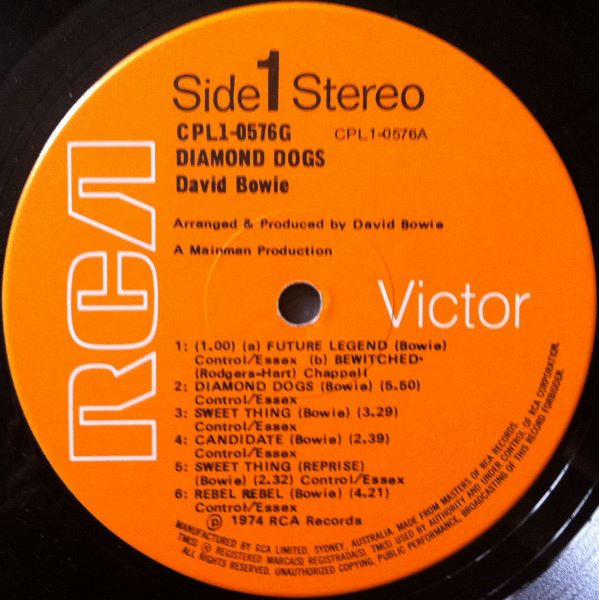 Side 1 Stereo
CPL1-0576G CPL1-0576A
DIAMOND DOGS
David Bowie
Arranged & Produced by David Bowie
A Mainman Production
RCA
Victor
1: (1.00) (a) FUTURE LEGEND (Bowie)
Control/Essex (b) BEWITCHED-
(Rodgers-Hart) Chappell
2: DIAMOND DOGS (Bowie) (5.50)
Control/Essex
3: SWEET THING (Bowie) (3.29)
Control/Essex
4: CANDIDATE (Bowie) (2.39)
Control/Essex
5: SWEET THING (REPRISE)
(Bowie) (2.32) Control/Essex
6: REBEL REBEL (Bowie) (4.21)
Control/Essex
℗ 1974 RCA Records
MANUFACTURED BY RCA LIMITED, SYDNEY, AUSTRALIA, MADE FROM MASTERS OF RCA RECORDS.
TM(S) ® REGISTERED MARCA(S) REGISTRADA(S). TM(S) USED BY AUTHORITY AND UNDER CONTROL OF RCA CORPORATION.
ALL RIGHTS RESERVED. UNAUTHORIZED COPYING, PUBLIC PERFORMANCE, BROADCASTING OF THIS RECORD FORBIDDEN.